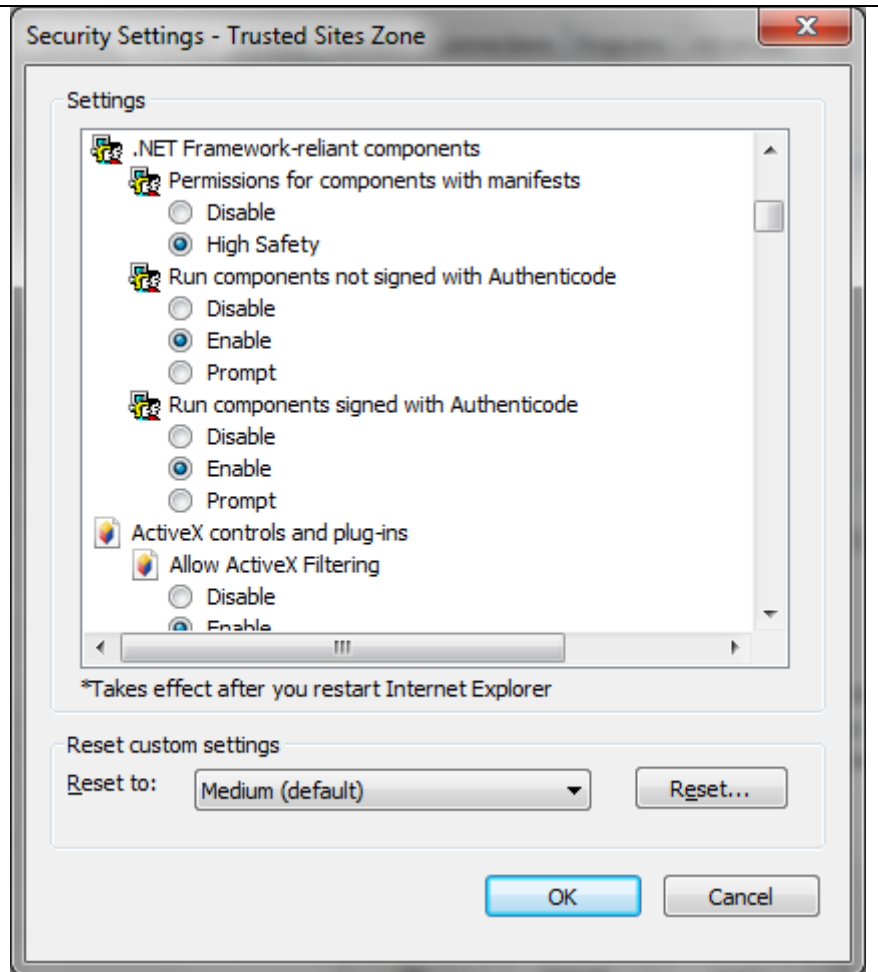 Security Settings - Trusted Sites Zone
Settings
.NET Framework-reliant components
Permissions for components with manifests
Disable
High Safety
Run components not signed with Authenticode
Disable
Enable
Prompt
Run components signed with Authenticode
Disable
Enable
Prompt
ActiveX controls and plug-ins
Allow ActiveX Filtering
Disable
Enable
*Takes effect after you restart Internet Explorer
Reset custom settings
Reset to:
Medium (default)
Reset...
OK
Cancel